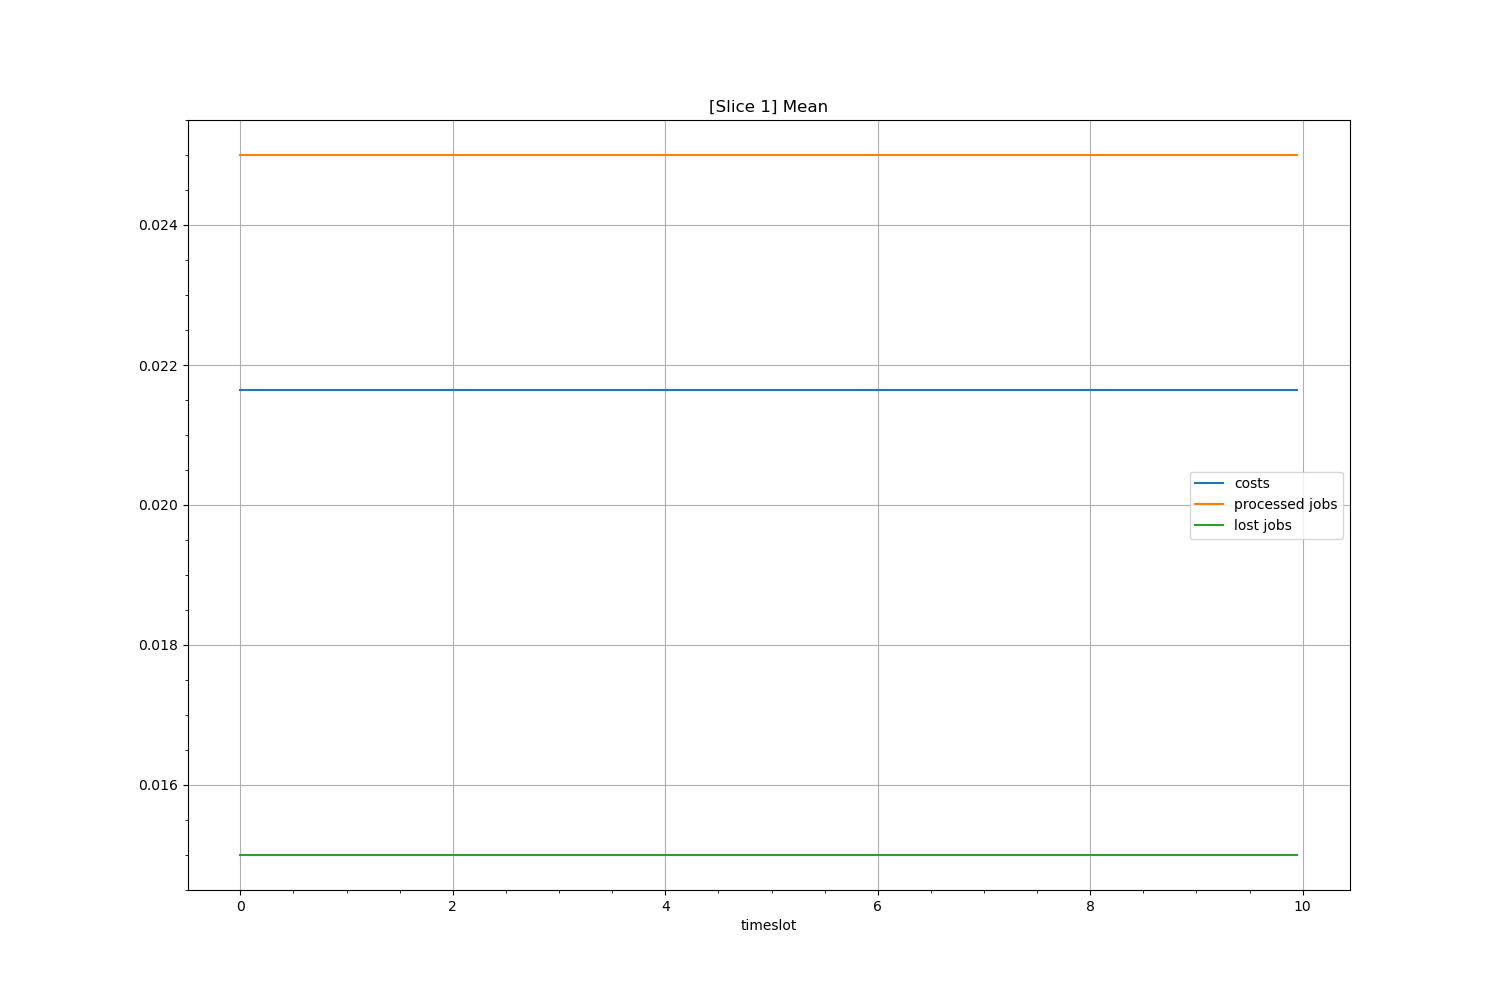 [Slice 1] Mean
0.024
0.022
0.020
0.018
0.016
costs
processed jobs
lost jobs
0 2 4 6 8 10
timeslot